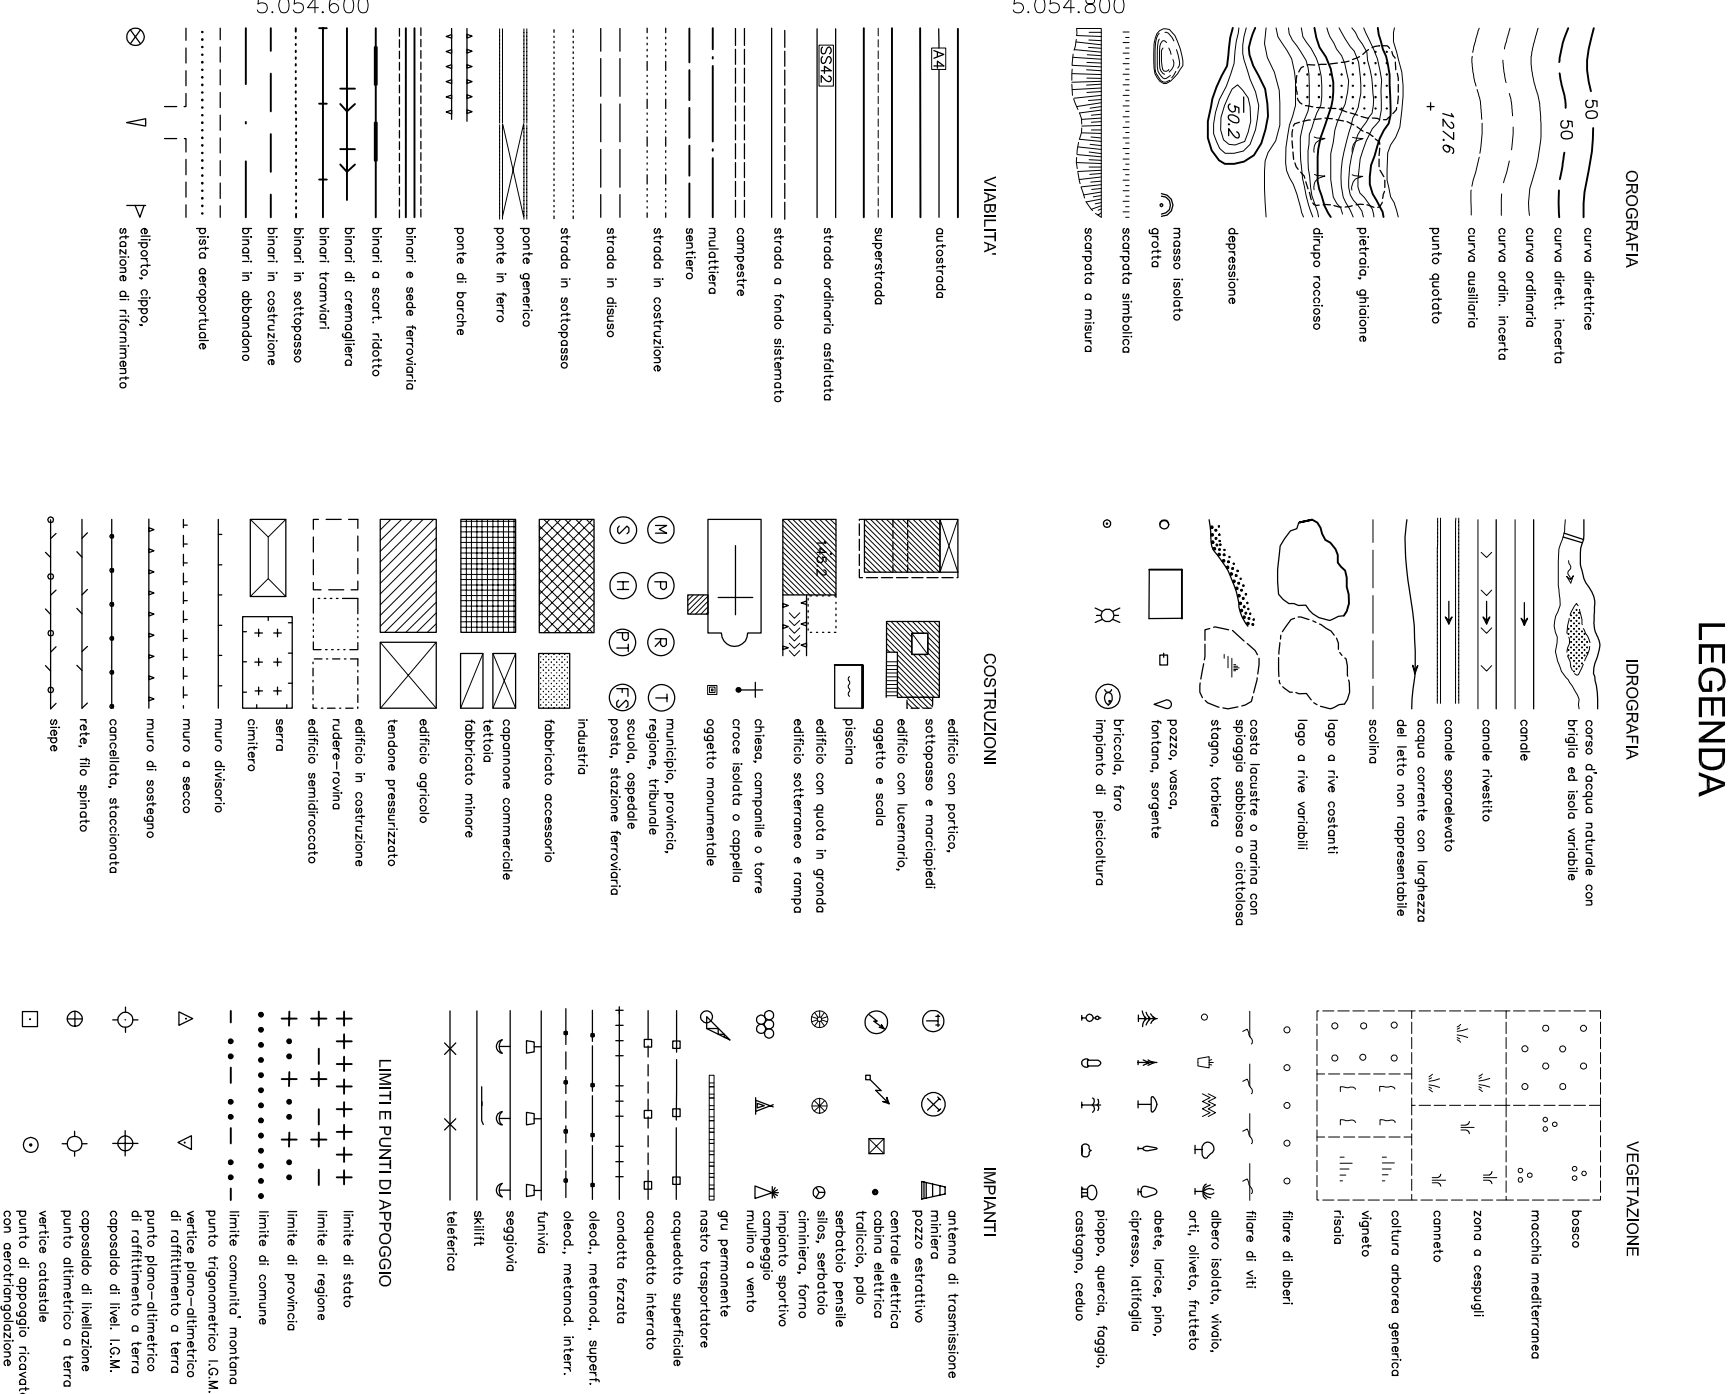 5.054.600
5.054.800
LEGENDA
OROGRAFIA
50
curva direttrice
50
curva dirett. incerta
curva ordinaria
curva ordin. incerta
curva ausiliaria
127.6
punto quotato
pietraia, ghiaione
dirupo roccioso
50.2
depressione
masso isolato
grotta
scarpata simbolica
scarpata a misura
VIABILITA'
A4
autostrada
superstrada
SS42
strada ordinaria asfaltata
strada a fondo sistemato
campestre
mulattiera
sentiero
strada in costruzione
strada in disuso
strada in sottopasso
ponte generico
ponte in ferro
ponte di barche
binari e sede ferroviaria
binari a scart. ridotto
binari di cremagliera
binari tramviari
binari in sottopasso
binari in costruzione
binari in abbandono
pista aeroportuale
eliporto, cippo,
stazione di rifornimento
IDROGRAFIA
corso d'acqua naturale con
briglia ed isola variabile
canale
canale rivestito
canale sopraelevato
acqua corrente con larghezza
del letto non rappresentabile
scolina
lago a rive costanti
lago a rive variabili
costa lacustre o marina con
spiaggia sabbiosa o ciottolosa
stagno, torbiera
pozzo, vasca,
fontana, sorgente
briccola, faro
impianto di piscicoltura
COSTRUZIONI
edificio con portico,
sottopasso e marciapiedi
edificio con lucernario,
aggetto e scala
piscina
145.2
edificio con quota in gronda
edificio sotterraneo e rampa
chiesa, campanile o torre
croce isolata o cappella
oggetto monumentale
M P R T
municipio, provincia,
regione, tribunale
S H PT FS
scuola, ospedale
posta, stazione ferroviaria
industria
fabbricato accessorio
capannone commerciale
tettoia
fabbricato minore
edificio agricolo
tendone pressurizzato
edificio in costruzione
rudere-rovina
edificio semidiroccato
serra
cimitero
muro divisorio
muro a secco
muro di sostegno
cancellata, staccionata
rete, filo spinato
siepe
VEGETAZIONE
bosco
macchia mediterranea
zona a cespugli
canneto
coltura arborea generica
vigneto
risaia
filare di alberi
filare di viti
albero isolato, vivaio,
orti, oliveto, frutteto
abete, larice, pino,
cipresso, latifoglia
pioppo, quercia, faggio,
castagno, ceduo
IMPIANTI
antenna di trasmissione
miniera
pozzo estrattivo
centrale elettrica
cabina elettrica
traliccio, palo
serbatoio pensile
silos, serbatoio
ciminiera, forno
impianto sportivo
campeggio
mulino a vento
gru permanente
nastro trasportatore
acquedotto superficiale
acquedotto interrato
condotta forzata
oleod., metanod., superf.
oleod., metanod. interr.
funivia
seggiovia
skilift
teleferica
LIMITI E PUNTI DI APPOGGIO
limite di stato
limite di regione
limite di provincia
limite di comune
limite comunita' montana
punto trigonometrico I.G.M.
vertice plano-altimetrico
di raffittimento a terra
punto plano-altimetrico
di raffittimento a terra
caposaldo di livel. I.G.M.
caposaldo di livellazione
punto altimetrico a terra
vertice catastale
punto di appoggio ricavato
con aerotriangolazione